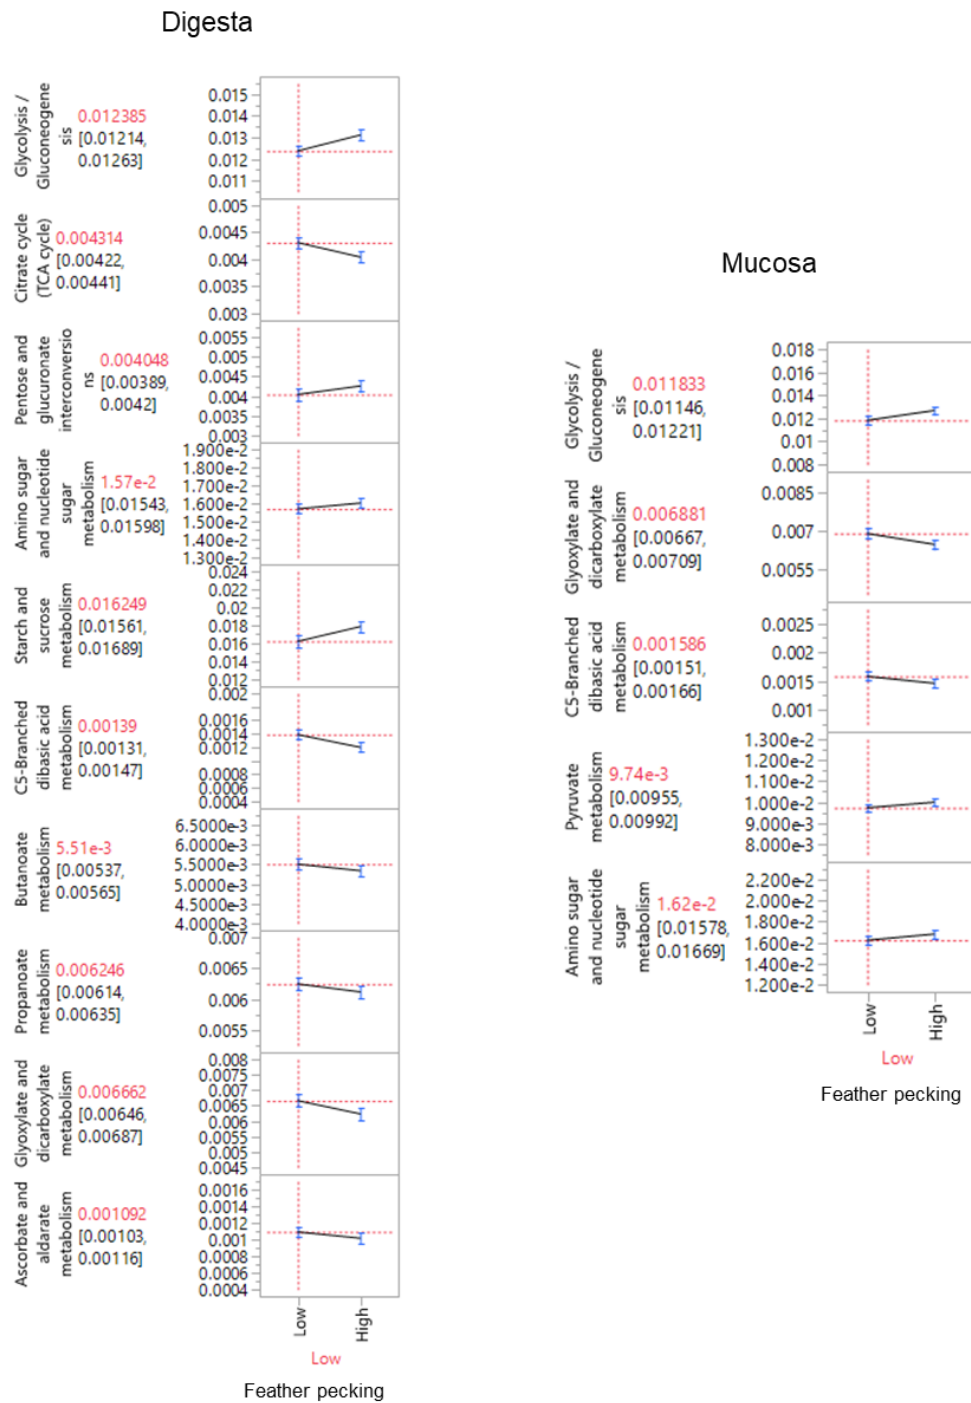 Digesta
Glycolysis /
Gluconeogene
sis
0.012385
[0.01214,
0.01263]
0.015
0.014
0.013
0.012
0.011
Citrate cycle
(TCA cycle)
0.004314
[0.00422,
0.00441]
0.005
0.0045
0.004
0.0035
0.003
Pentose and
glucuronate
interconversio
ns
0.004048
[0.00389,
0.0042]
0.0055
0.005
0.0045
0.004
0.0035
0.003
Amino sugar
and nucleotide
sugar
metabolism
1.57e-2
[0.01543,
0.01598]
1.900e-2
1.800e-2
1.700e-2
1.600e-2
1.500e-2
1.400e-2
1.300e-2
Starch and
sucrose
metabolism
0.016249
[0.01561,
0.01689]
0.024
0.022
0.02
0.018
0.016
0.014
0.012
C5-Branched
dibasic acid
metabolism
0.00139
[0.00131,
0.00147]
0.002
0.0016
0.0014
0.0012
0.0008
0.0006
0.0004
Butanoate
metabolism
5.51e-3
[0.00537,
0.00565]
6.5000e-3
6.0000e-3
5.5000e-3
5.0000e-3
4.5000e-3
4.0000e-3
Propanoate
metabolism
0.006246
[0.00614,
0.00635]
0.007
0.0065
0.006
0.0055
Glyoxylate and
dicarboxylate
metabolism
0.006662
[0.00646,
0.00687]
0.008
0.0075
0.007
0.0065
0.006
0.0055
0.005
0.0045
Ascorbate and
aldarate
metabolism
0.001092
[0.00103,
0.00116]
0.0016
0.0014
0.0012
0.001
0.0008
0.0006
0.0004
Low
High
Low
Feather pecking
Mucosa
Glycolysis /
Gluconeogene
sis
0.011833
[0.01146,
0.01221]
0.018
0.016
0.014
0.012
0.01
0.008
Glyoxylate and
dicarboxylate
metabolism
0.006881
[0.00667,
0.00709]
0.0085
0.007
0.0055
C5-Branched
dibasic acid
metabolism
0.001586
[0.00151,
0.00166]
0.0025
0.002
0.0015
0.001
Pyruvate
metabolism
9.74e-3
[0.00955,
0.00992]
1.300e-2
1.200e-2
1.100e-2
1.000e-2
9.000e-3
8.000e-3
Amino sugar
and nucleotide
sugar
metabolism
1.62e-2
[0.01578,
0.01669]
2.200e-2
2.000e-2
1.800e-2
1.600e-2
1.400e-2
1.200e-2
Low
High
Low
Feather pecking